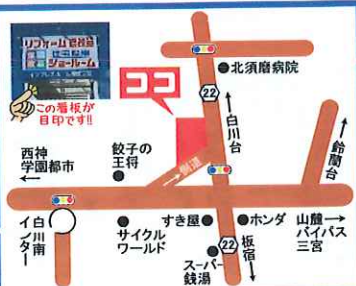 リフォーム
住宅設備
ショールーム
この看板が
目印です!!
ココ
北須磨病院
22
白川台
西神
学園都市
餃子の
王将
側道
鈴蘭台
白川南
インター
サイクル
ワールド
すき屋
ホンダ
山麓
バイパス
三宮
22
板宿
スーパー
銭湯